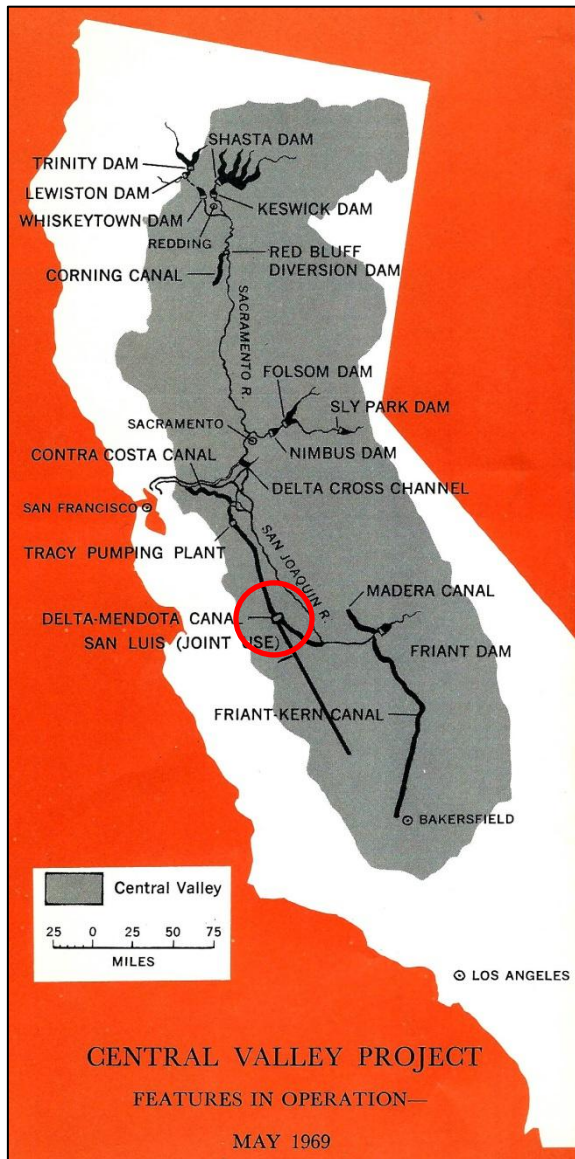 SHASTA DAM
TRINITY DAM
LEWISTON DAM
WHISKEYTOWN DAM
KESWICK DAM
REDDING
RED BLUFF
DIVERSION DAM
CORNING CANAL
SACRAMENTO R.
FOLSOM DAM
SLY PARK DAM
SACRAMENTO
NIMBUS DAM
CONTRA COSTA CANAL
DELTA CROSS CHANNEL
SAN FRANCISCO
TRACY PUMPING PLANT
SAN JOAQUIN R.
MADERA CANAL
DELTA-MENDOTA CANAL
SAN LUIS (JOINT USE)
FRIANT DAM
FRIANT-KERN CANAL
BAKERSFIELD
Central Valley
25 0 25 50 75
MILES
LOS ANGELES
CENTRAL VALLEY PROJECT
FEATURES IN OPERATION—
MAY 1969